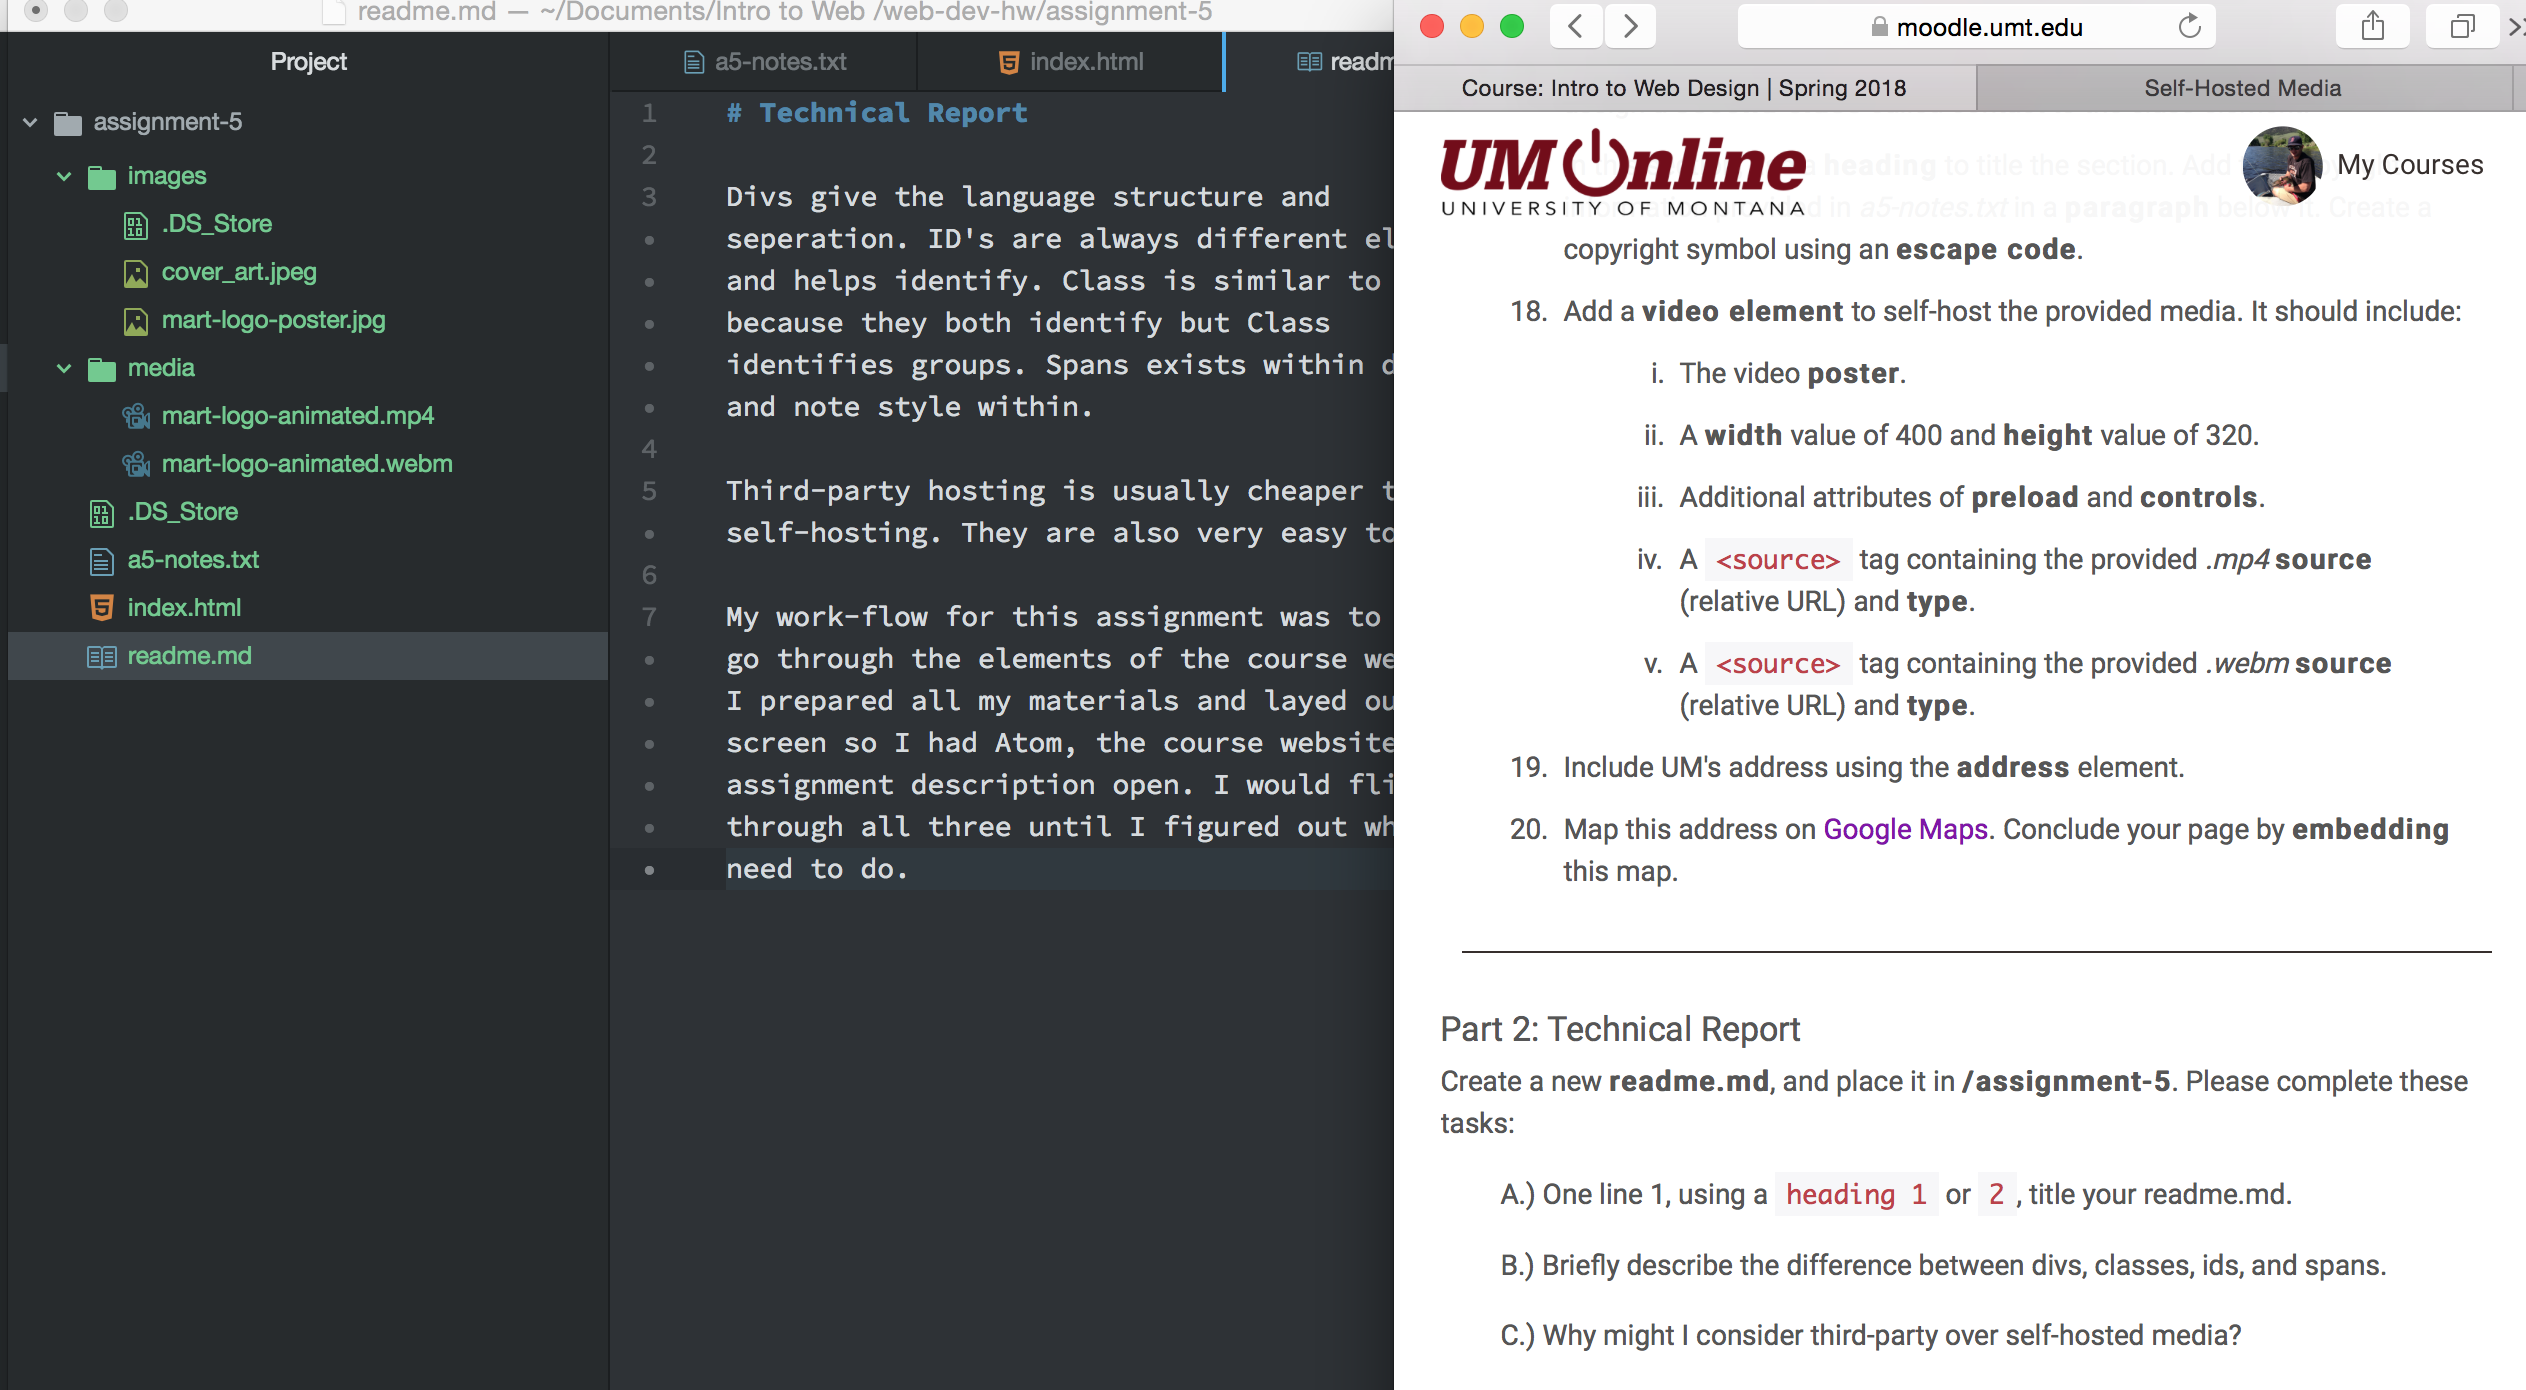 readme.md — ~/Documents/Intro to Web /web-dev-hw/assignment-5
Project
assignment-5
images
.DS_Store
cover_art.jpeg
mart-logo-poster.jpg
media
mart-logo-animated.mp4
mart-logo-animated.webm
.DS_Store
a5-notes.txt
index.html
readme.md
a5-notes.txt
index.html
readm
1 # Technical Report
2
3 Divs give the language structure and
seperation. ID's are always different el
and helps identify. Class is similar to
because they both identify but Class
identifies groups. Spans exists within d
and note style within.
4
5 Third-party hosting is usually cheaper t
self-hosting. They are also very easy to
6
7 My work-flow for this assignment was to
go through the elements of the course we
I prepared all my materials and layed ou
screen so I had Atom, the course website
assignment description open. I would fli
through all three until I figured out wh
need to do.
moodle.umt.edu
Course: Intro to Web Design | Spring 2018
Self-Hosted Media
UMOnline
UNIVERSITY OF MONTANA
My Courses
a heading to title the section. Add
in a5-notes.txt in a paragraph below it. Create a
copyright symbol using an escape code.
18. Add a video element to self-host the provided media. It should include:
i. The video poster.
ii. A width value of 400 and height value of 320.
iii. Additional attributes of preload and controls.
iv. A <source> tag containing the provided .mp4 source
(relative URL) and type.
v. A <source> tag containing the provided .webm source
(relative URL) and type.
19. Include UM's address using the address element.
20. Map this address on Google Maps. Conclude your page by embedding
this map.
Part 2: Technical Report
Create a new readme.md, and place it in /assignment-5. Please complete these
tasks:
A.) One line 1, using a heading 1 or 2 , title your readme.md.
B.) Briefly describe the difference between divs, classes, ids, and spans.
C.) Why might I consider third-party over self-hosted media?